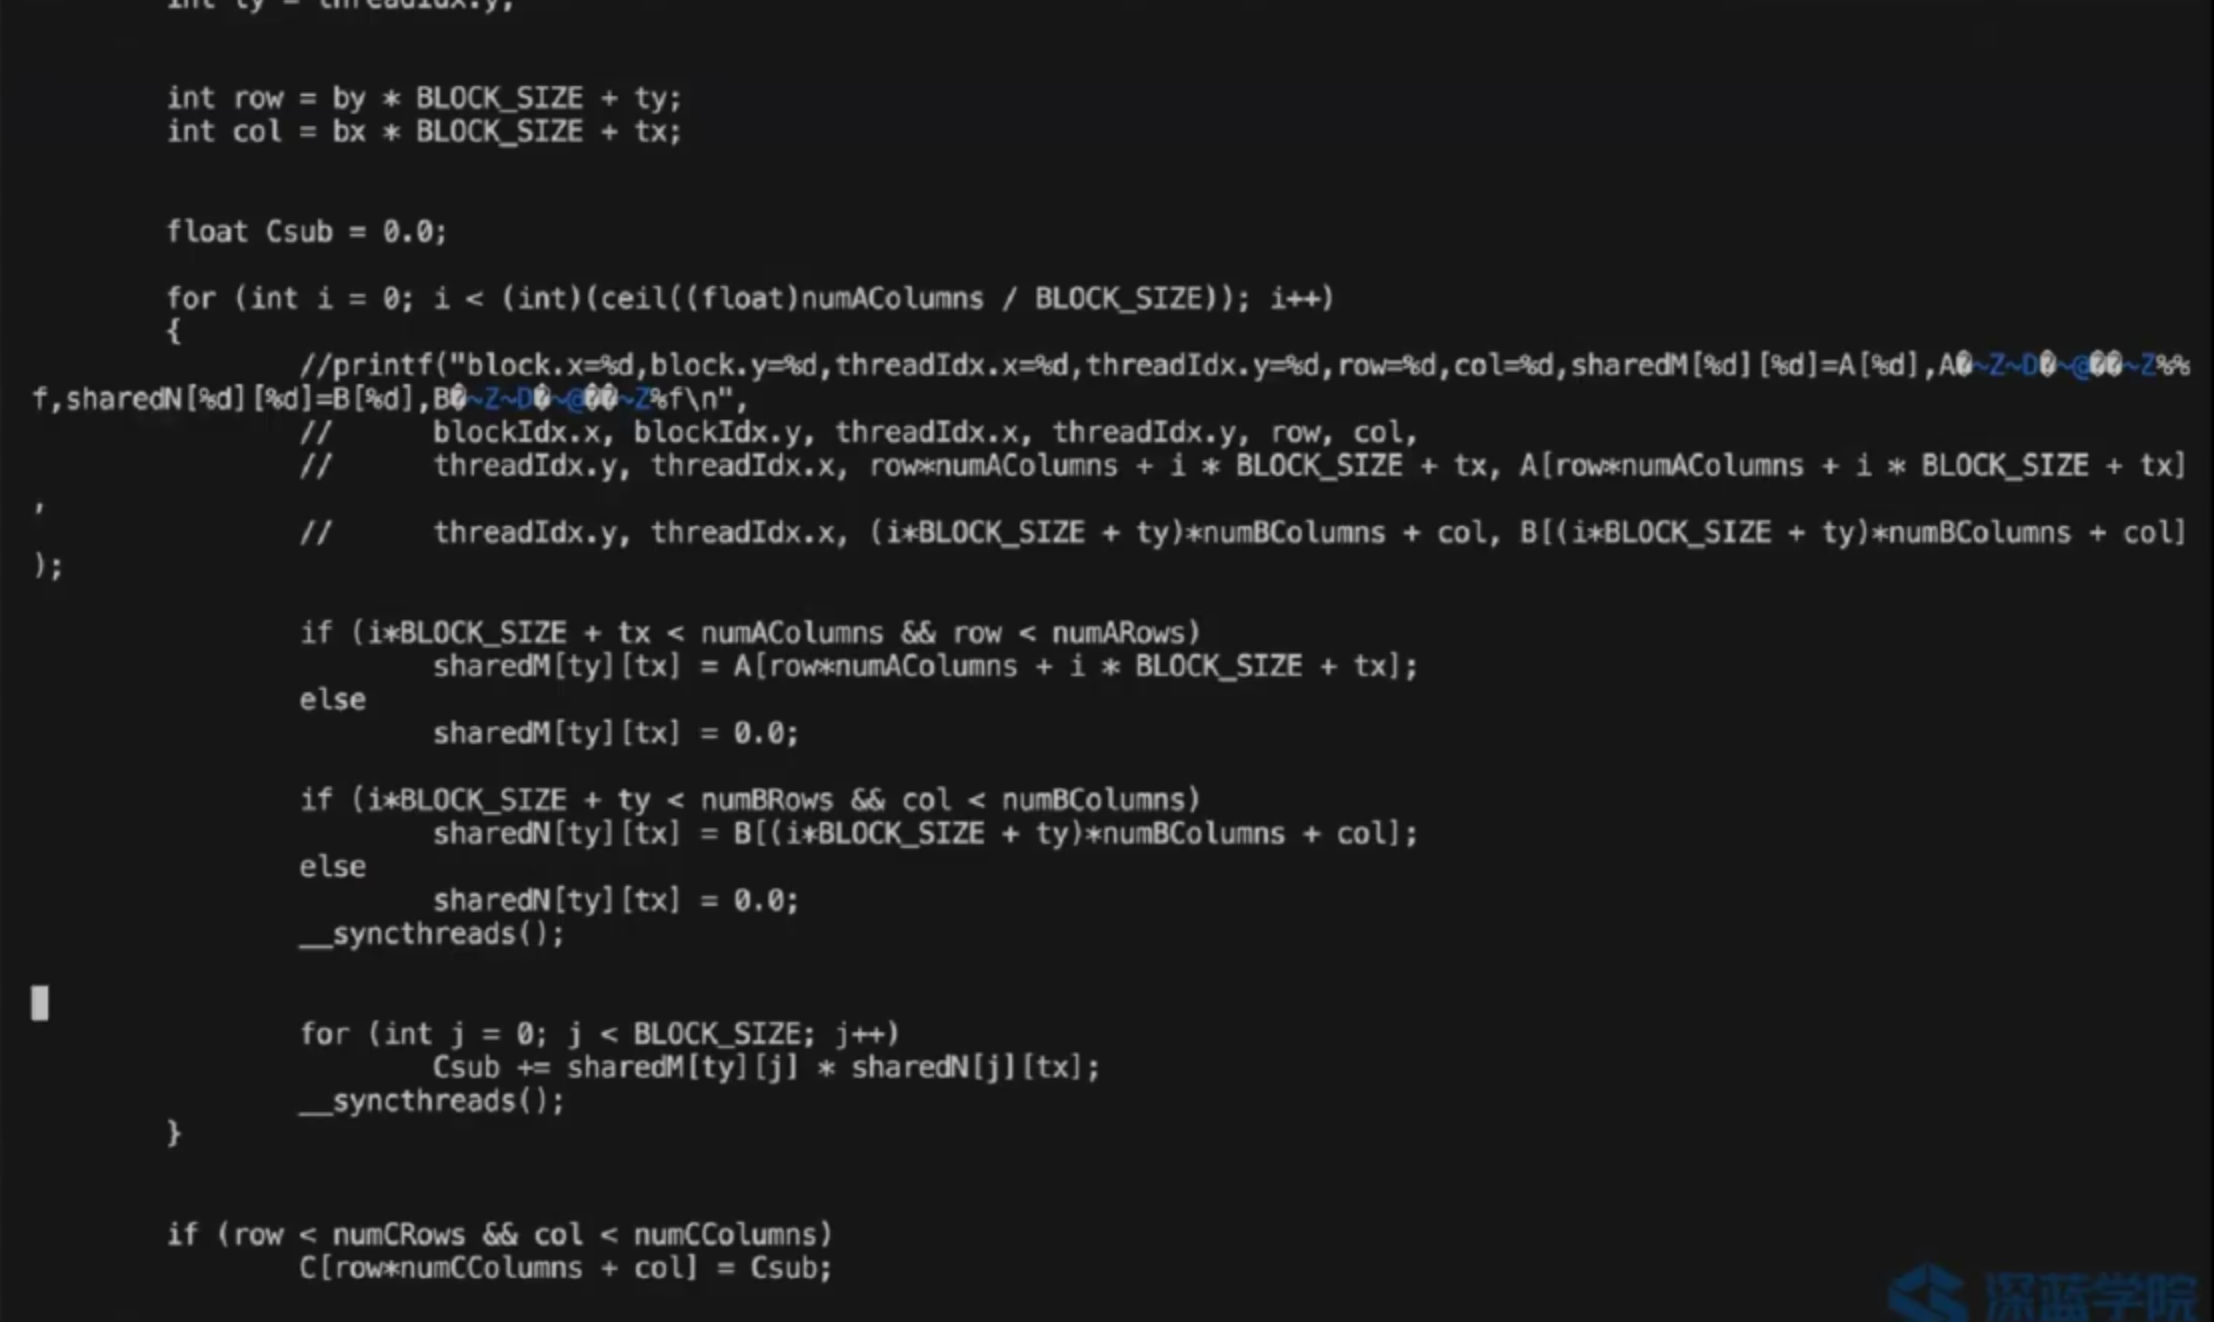 int ty = threadIdx.y;
int row = by * BLOCK_SIZE + ty;
int col = bx * BLOCK_SIZE + tx;
float Csub = 0.0;
for (int i = 0; i < (int)(ceil((float)numAColumns / BLOCK_SIZE)); i++)
{
//printf("block.x=%d,block.y=%d,threadIdx.x=%d,threadIdx.y=%d,row=%d,col=%d,sharedM[%d][%d]=A[%d],A�~Z~D�~@��~Z%%
f,sharedN[%d][%d]=B[%d],B�~Z~D�~@��~Z%f\n",
// blockIdx.x, blockIdx.y, threadIdx.x, threadIdx.y, row, col,
// threadIdx.y, threadIdx.x, row*numAColumns + i * BLOCK_SIZE + tx, A[row*numAColumns + i * BLOCK_SIZE + tx]
,
// threadIdx.y, threadIdx.x, (i*BLOCK_SIZE + ty)*numBColumns + col, B[(i*BLOCK_SIZE + ty)*numBColumns + col]
);
if (i*BLOCK_SIZE + tx < numAColumns && row < numARows)
sharedM[ty][tx] = A[row*numAColumns + i * BLOCK_SIZE + tx];
else
sharedM[ty][tx] = 0.0;
if (i*BLOCK_SIZE + ty < numBRows && col < numBColumns)
sharedN[ty][tx] = B[(i*BLOCK_SIZE + ty)*numBColumns + col];
else
sharedN[ty][tx] = 0.0;
__syncthreads();
for (int j = 0; j < BLOCK_SIZE; j++)
Csub += sharedM[ty][j] * sharedN[j][tx];
__syncthreads();
}
if (row < numCRows && col < numCColumns)
C[row*numCColumns + col] = Csub;
深蓝学院